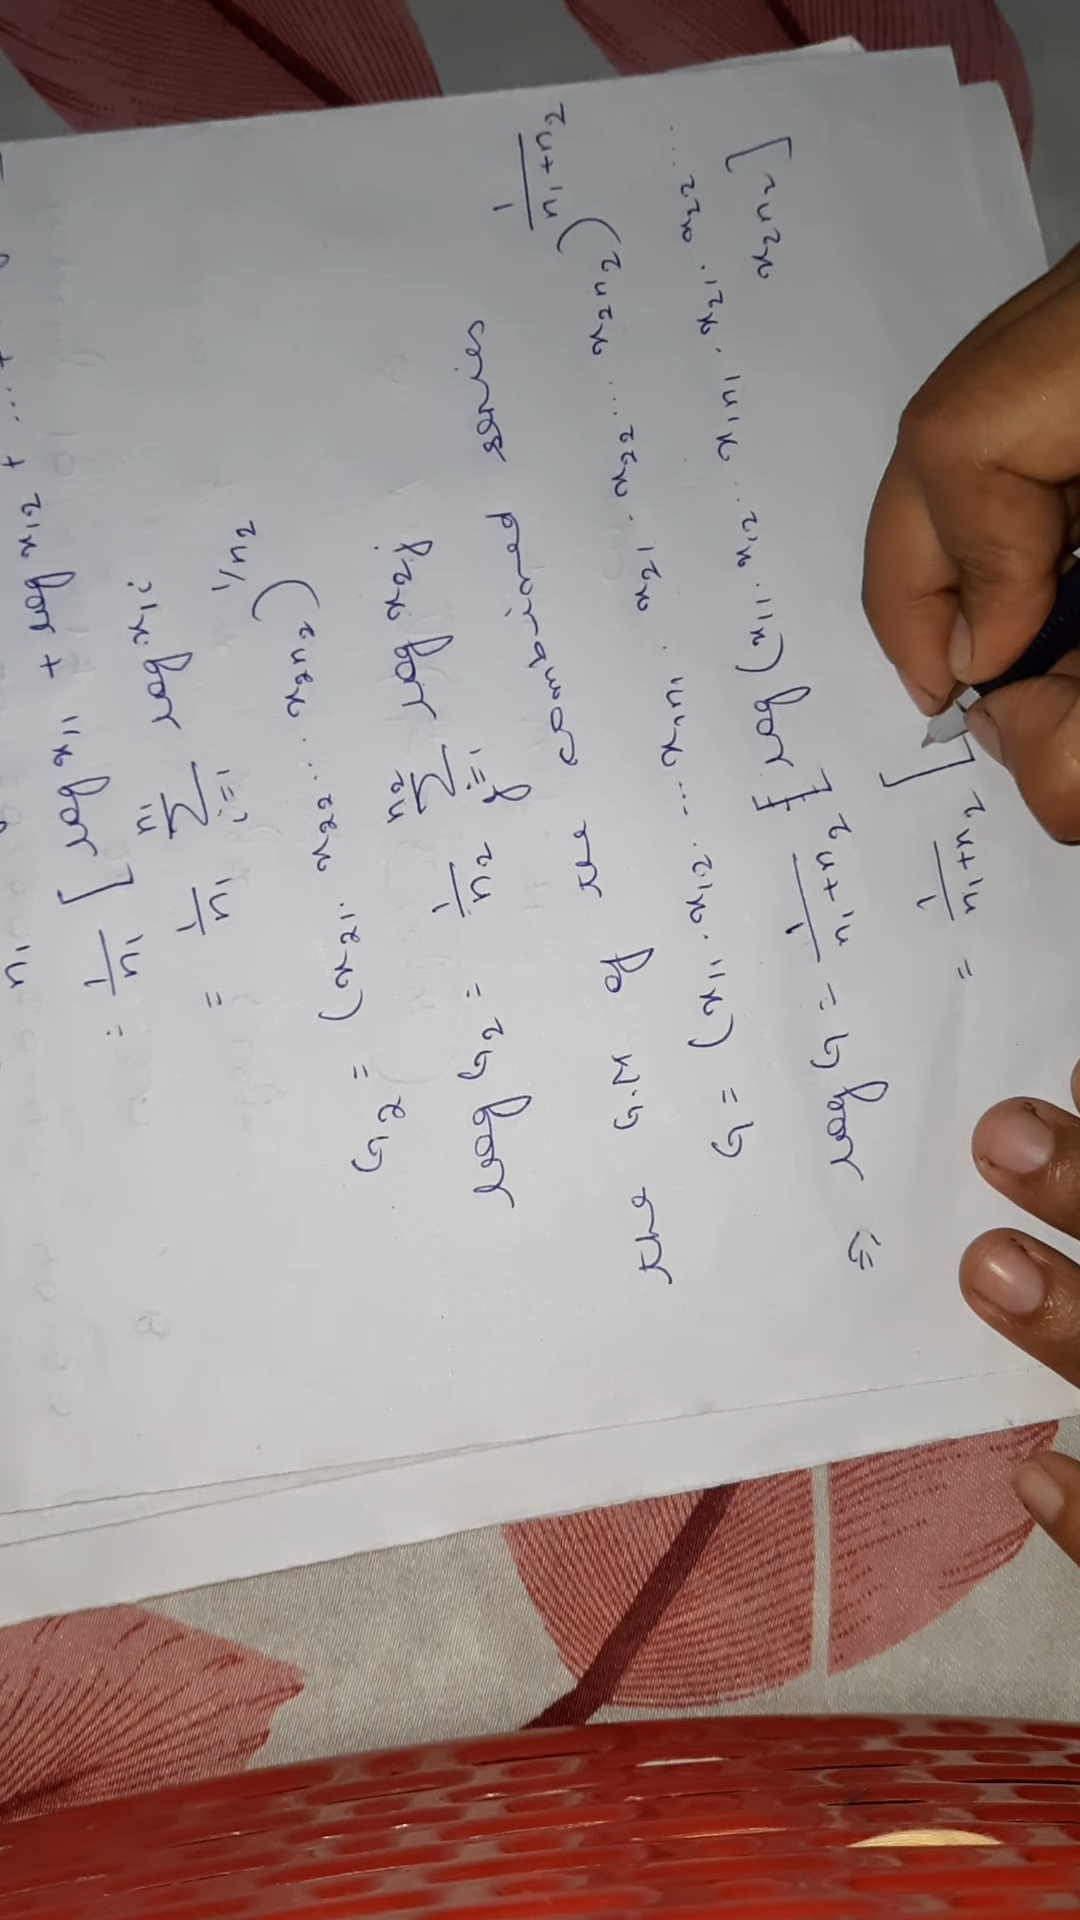 n₁
= 1/n₁ [ log x₁₁ + log x₁₂ + ... +
= 1/n₁ n₁ Σ i=1 log x₁i
G₂ = (x₂₁ . x₂₂ ... x₂n₂)^1/n₂
log G₂ = 1/n₂ n₂ Σ j=1 log x₂j
The G.M of the combined series
G = (x₁₁ . x₁₂ . ... x₁n₁ . x₂₁ . x₂₂ ... x₂n₂)^1/n₁+n₂
⇒ log G = 1/n₁+n₂ [ log (x₁₁ . x₁₂ .. x₁n₁ . x₂₁ . x₂₂ ...
x₂n₂ ]
= 1/n₁+n₂ [